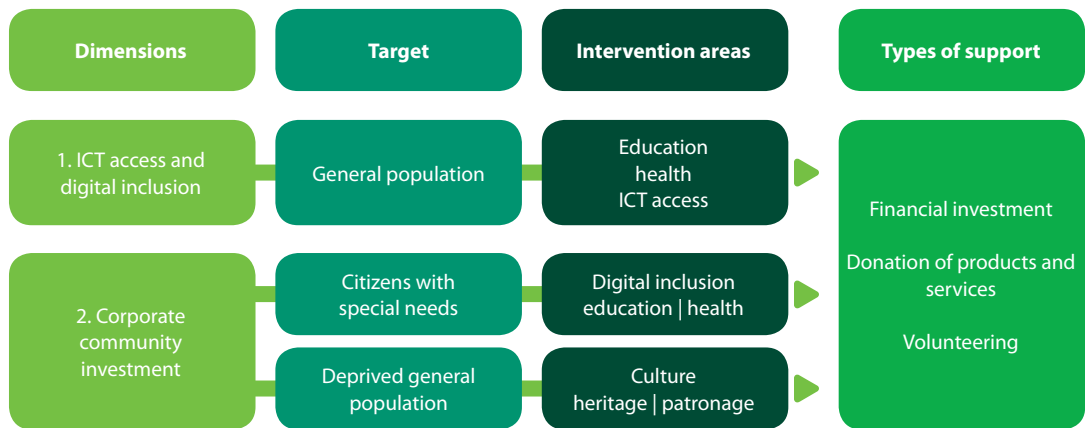 Dimensions
Target
Intervention areas
Types of support
1. ICT access and
digital inclusion
General population
Education
health
ICT access
2. Corporate
community
investment
Citizens with
special needs
Digital inclusion
education | health
Deprived general
population
Culture
heritage | patronage
Financial investment
Donation of products and
services
Volunteering